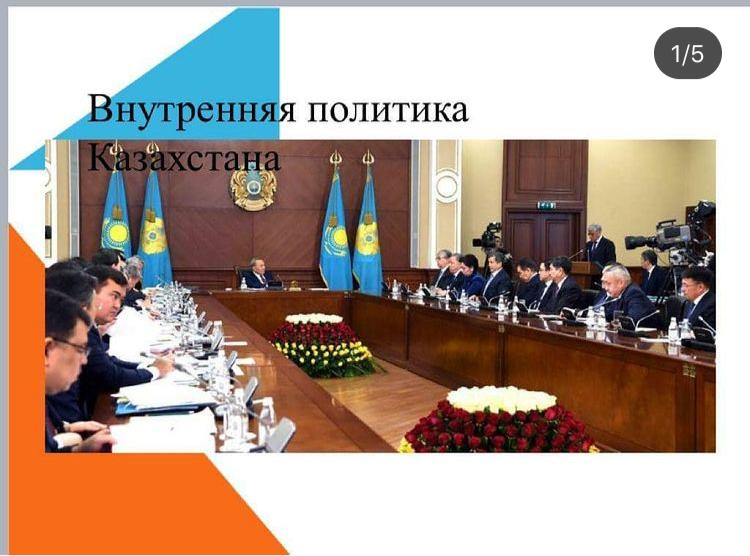 1/5
Внутренняя политика
Казахстана